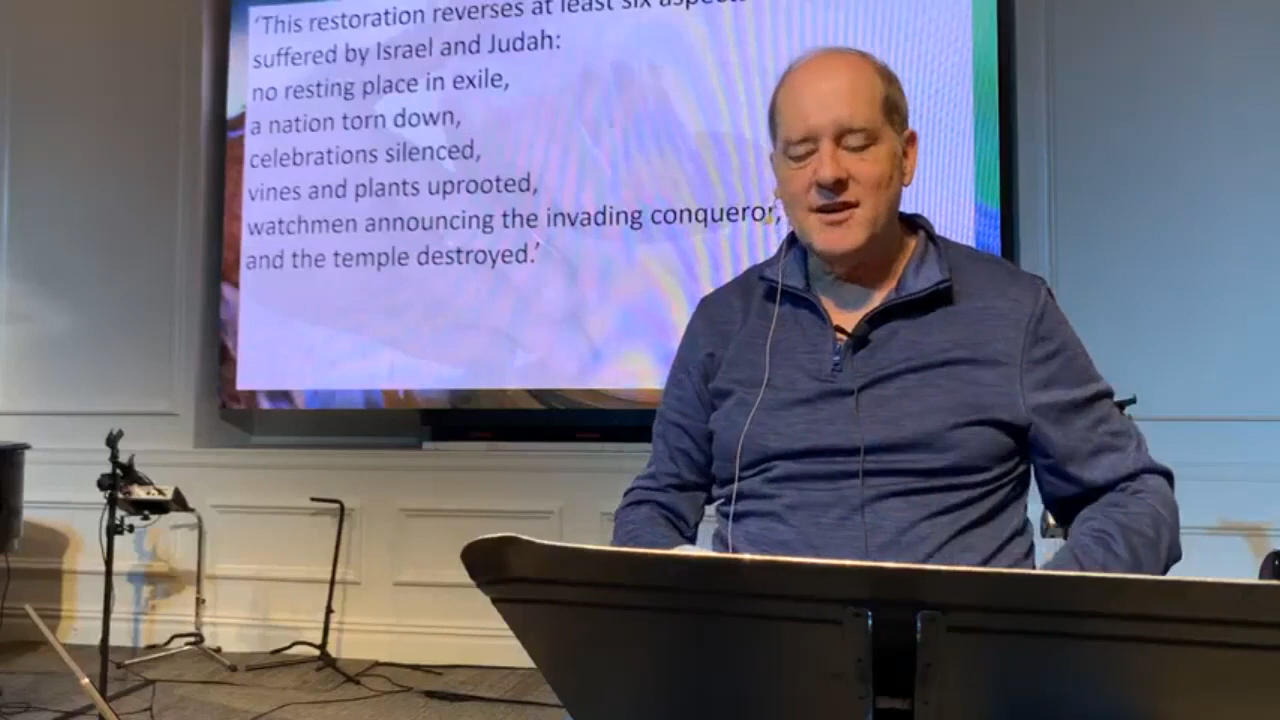 ‘This restoration reverses at least six aspects
suffered by Israel and Judah:
no resting place in exile,
a nation torn down,
celebrations silenced,
vines and plants uprooted,
watchmen announcing the invading conqueror,
and the temple destroyed.’